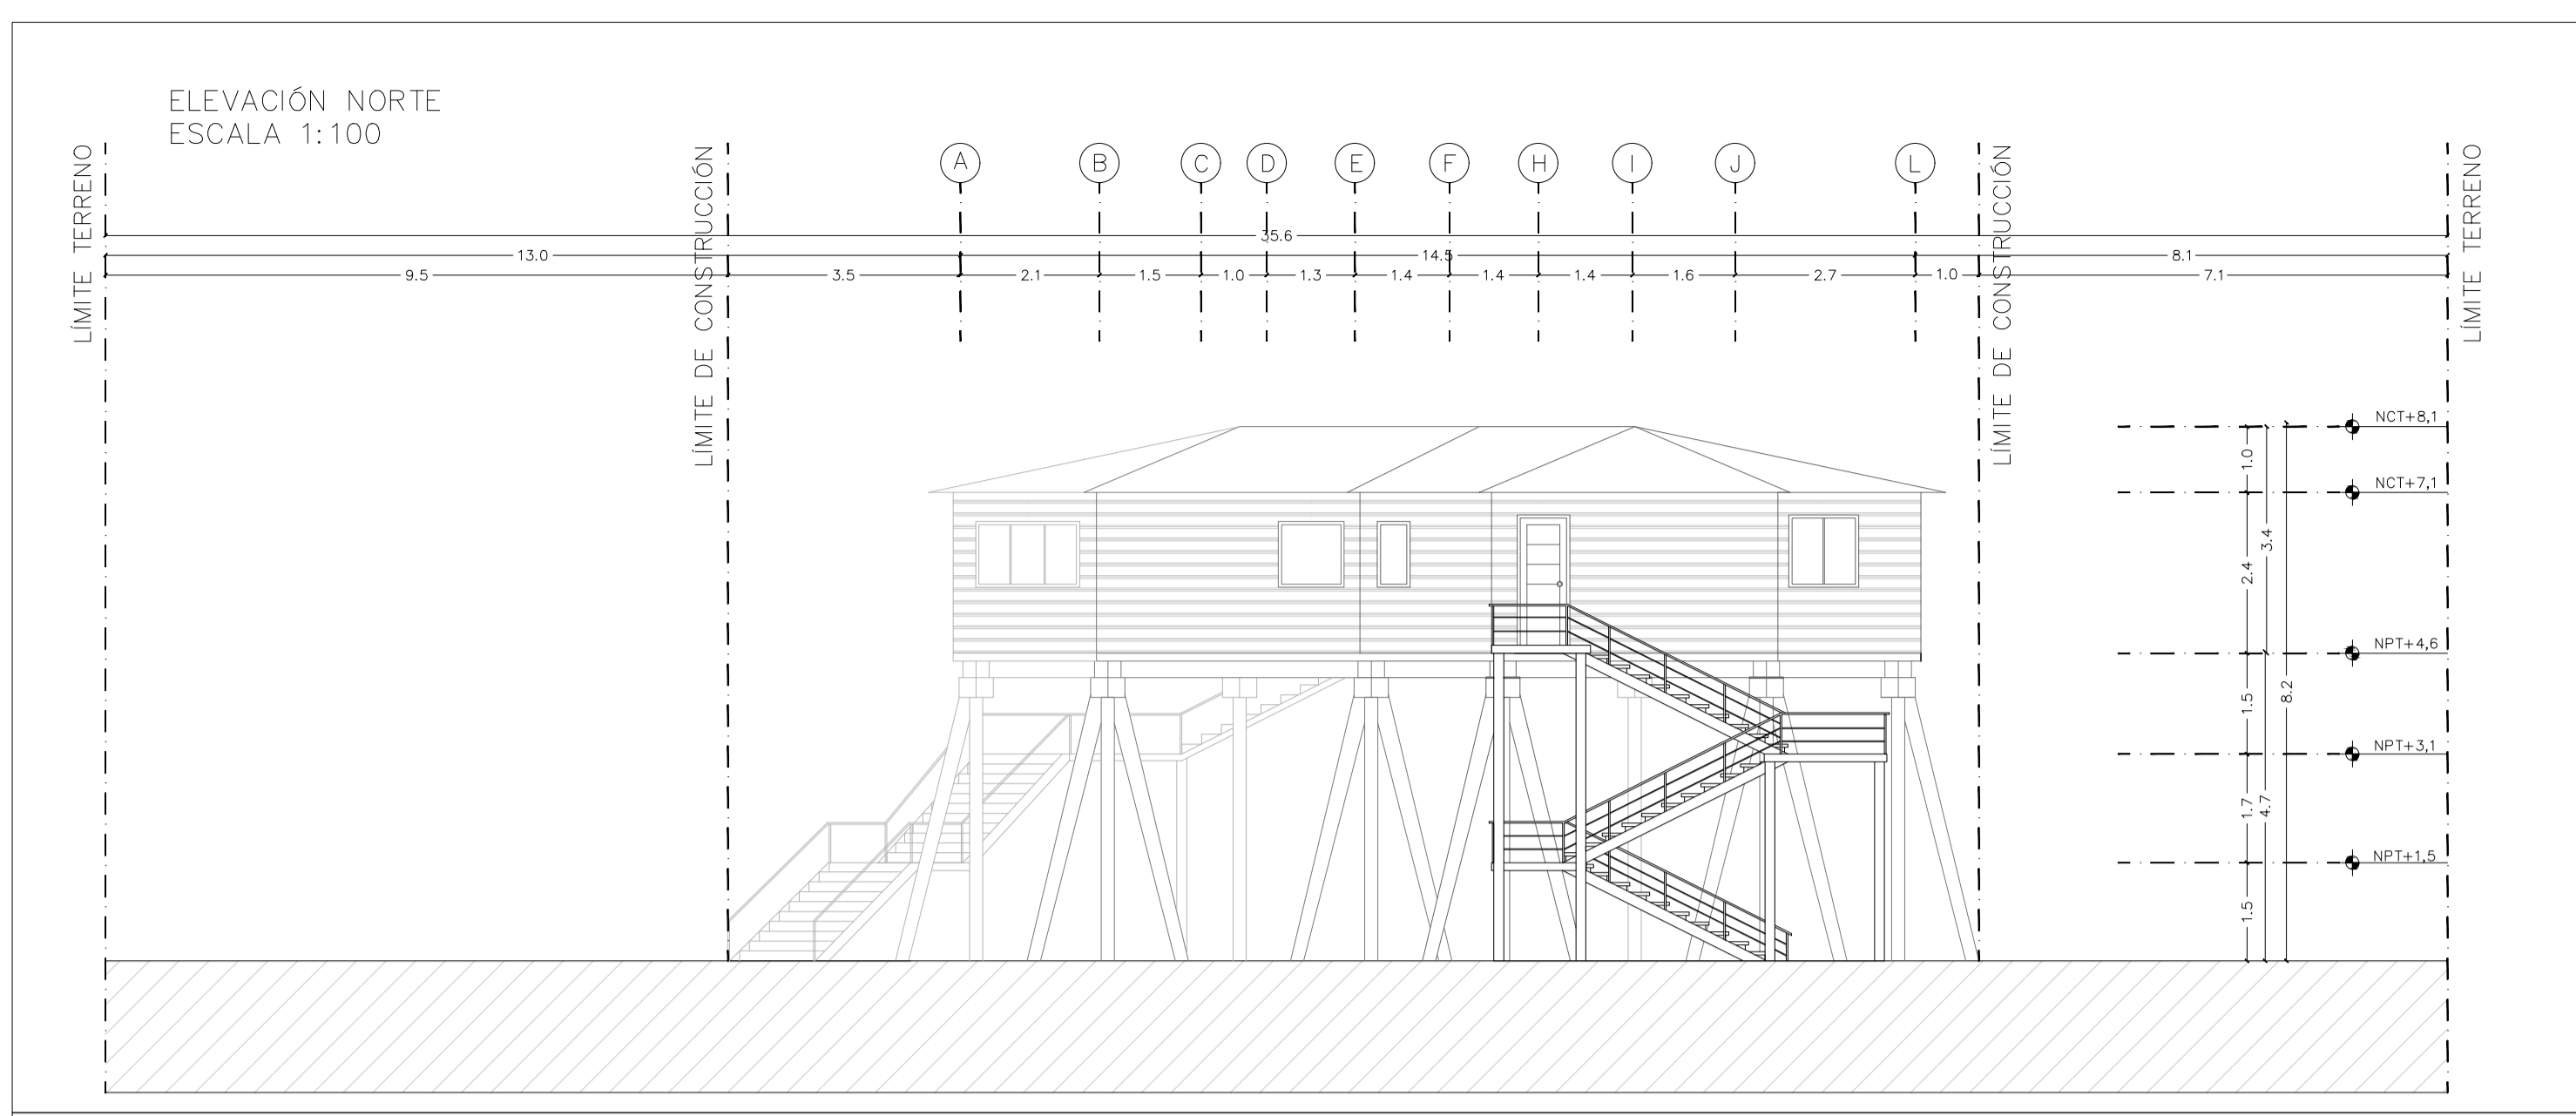 ELEVACIÓN NORTE
ESCALA 1:100
LÍMITE TERRENO
LÍMITE DE CONSTRUCCIÓN
A B C D E F H I J L
LÍMITE DE CONSTRUCCIÓN
LÍMITE TERRENO
35.6
13.0 14.5 8.1
9.5 3.5 2.1 1.5 1.0 1.3 1.4 1.4 1.4 1.6 2.7 1.0 7.1
NCT+8,1
1.0
NCT+7,1
3.4
2.4
NPT+4,6
8.2
1.5
NPT+3,1
4.7
1.7
NPT+1,5
1.5